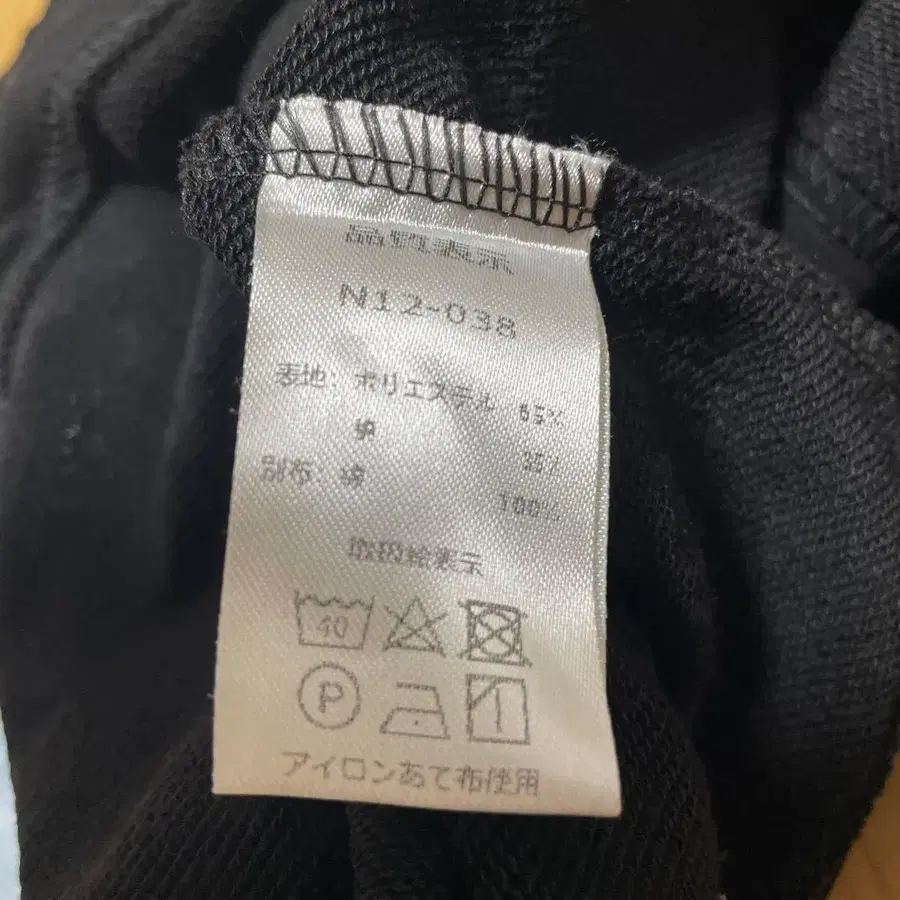 品質表示
N12-038
表地: ポリエステル 65%
綿 35%
別布: 綿 100%
取扱絵表示
40
P
アイロンあて布使用